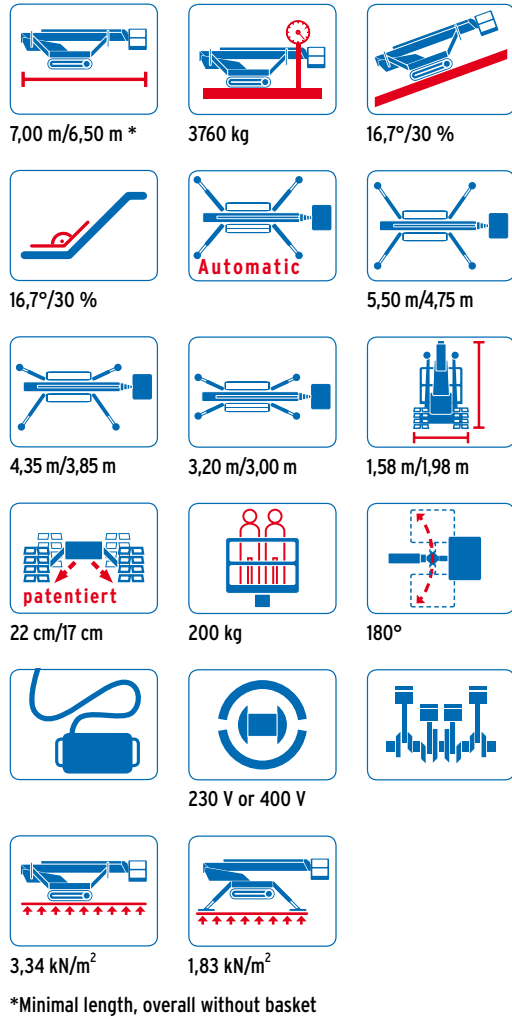 7,00 m/6,50 m *
3760 kg
16,7°/30 %
16,7°/30 %
Automatic
5,50 m/4,75 m
4,35 m/3,85 m
3,20 m/3,00 m
1,58 m/1,98 m
patentiert
22 cm/17 cm
200 kg
180°
230 V or 400 V
3,34 kN/m²
1,83 kN/m²
*Minimal length, overall without basket